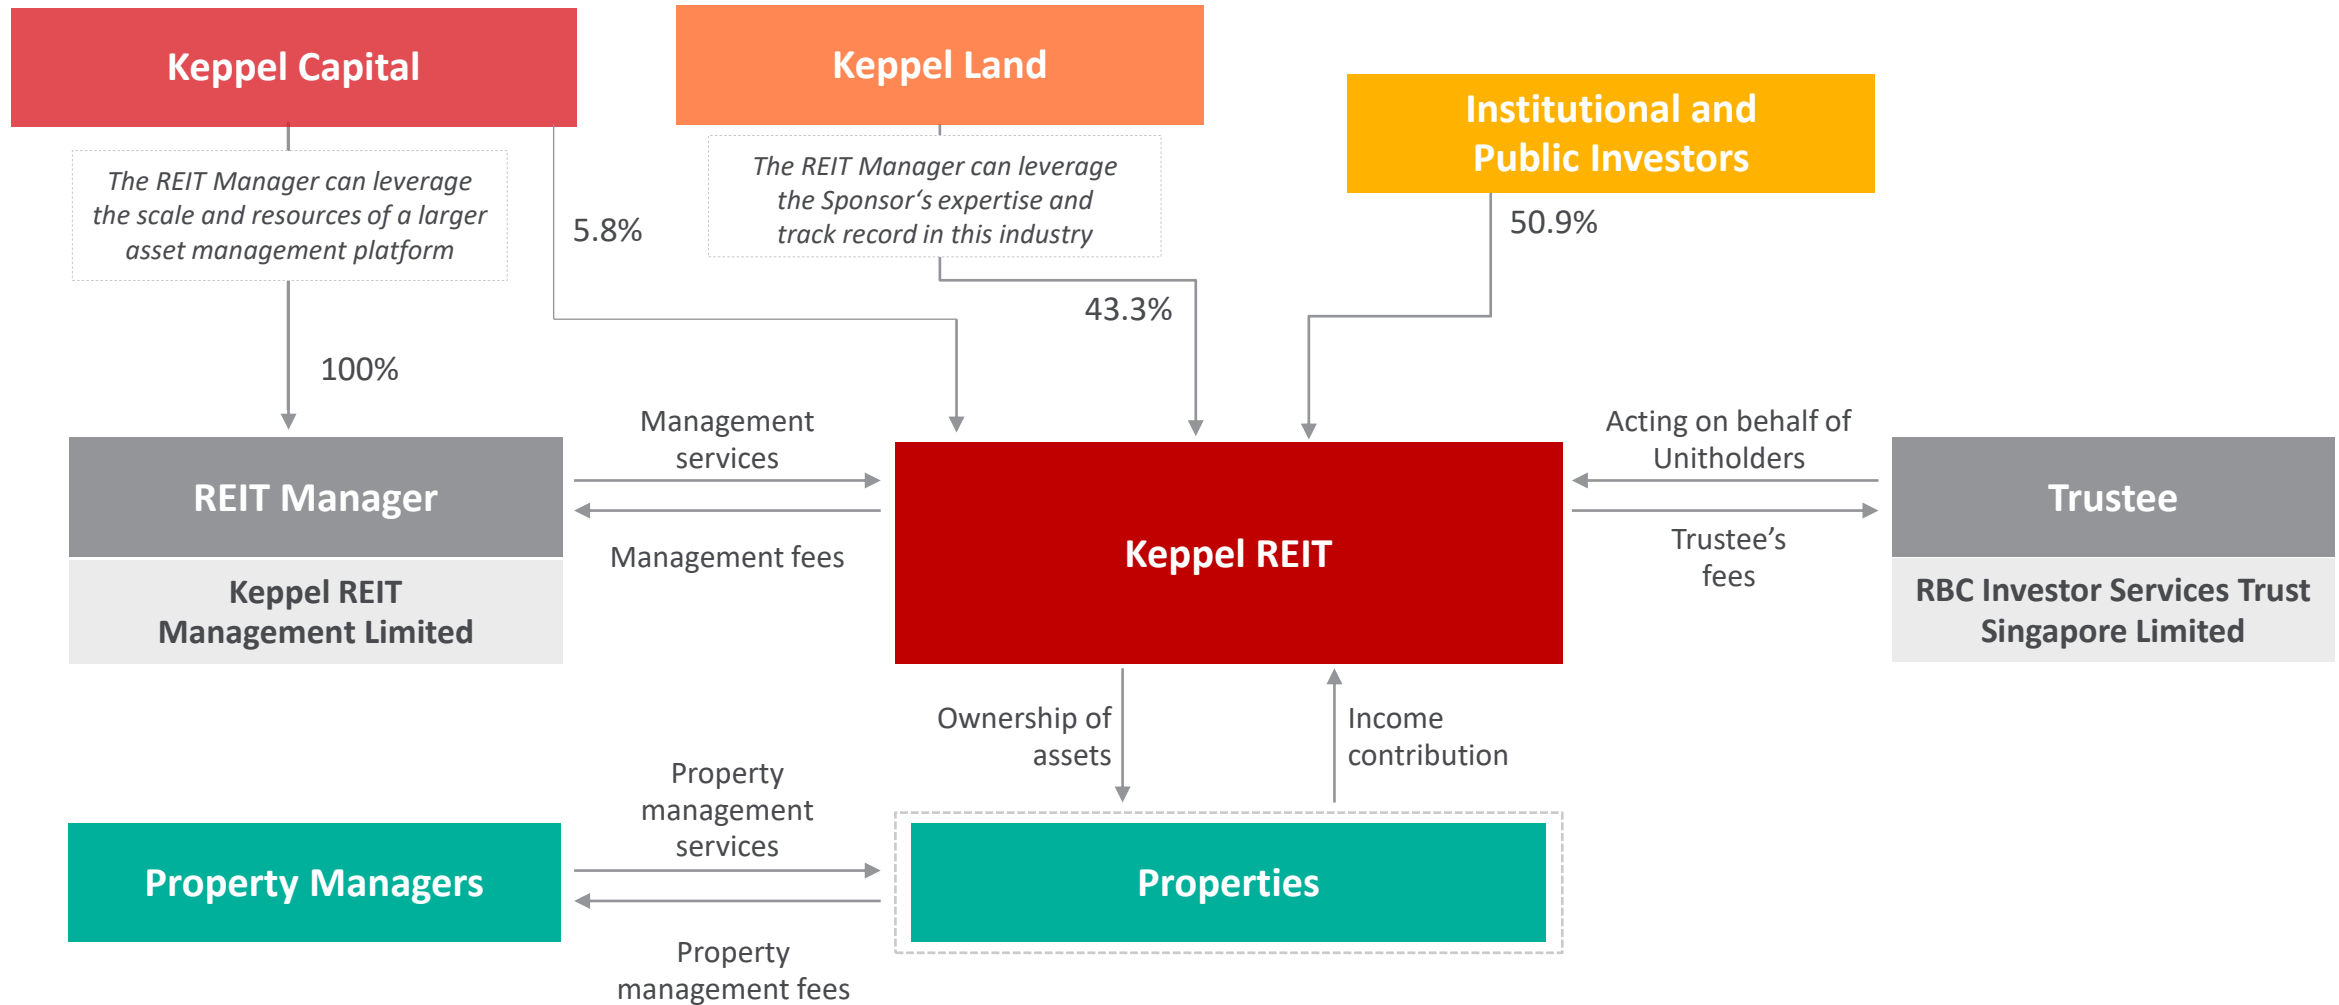 Keppel Capital
Keppel Land
Institutional and
Public Investors
The REIT Manager can leverage
the scale and resources of a larger
asset management platform
5.8%
The REIT Manager can leverage
the Sponsor‘s expertise and
track record in this industry
50.9%
43.3%
100%
Management
services
Acting on behalf of
Unitholders
REIT Manager
Keppel REIT
Management Limited
Management fees
Keppel REIT
Trustee’s
fees
Trustee
RBC Investor Services Trust
Singapore Limited
Ownership of
assets
Income
contribution
Property
management
services
Property Managers
Properties
Property
management fees